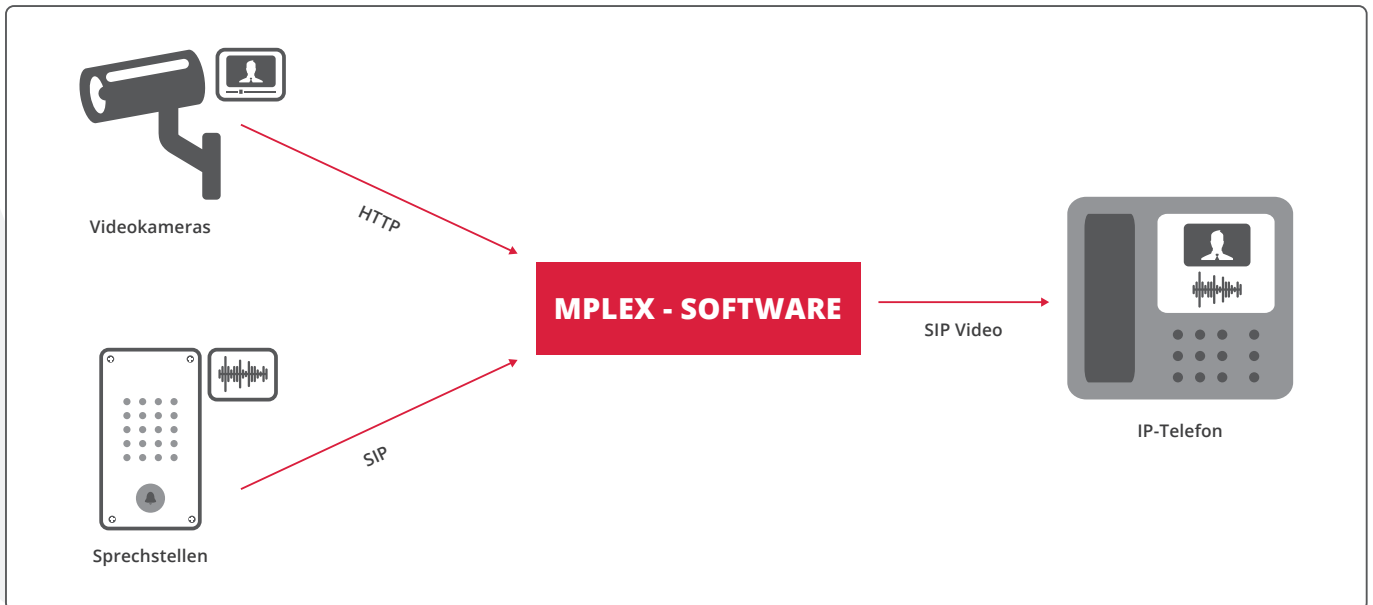 Videokameras
HTTP
MPLEX - SOFTWARE
SIP Video
IP-Telefon
SIP
Sprechstellen